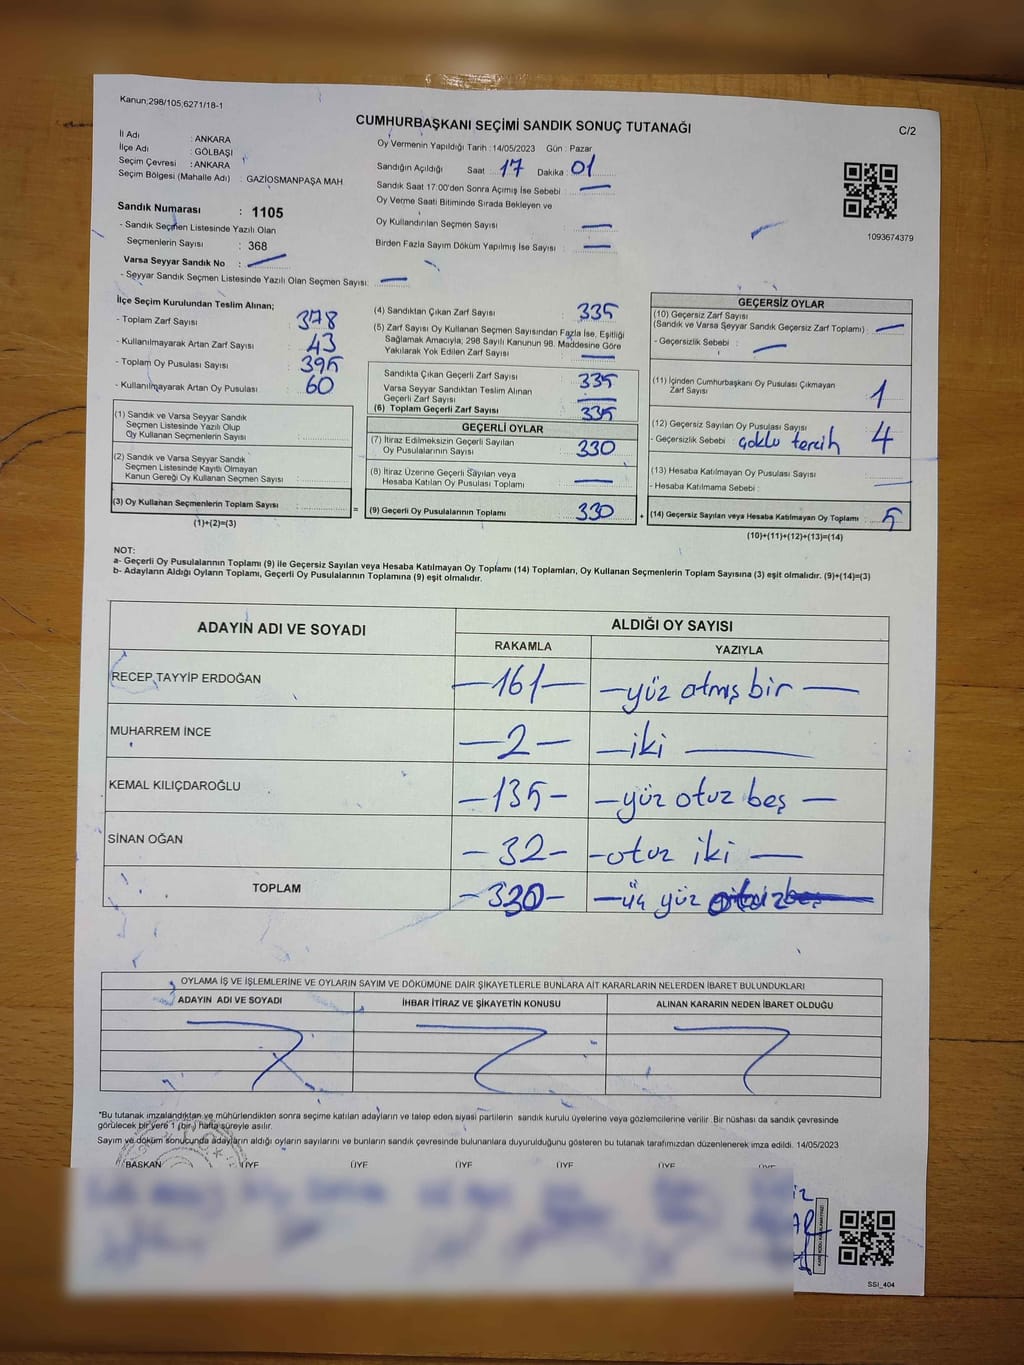 Kanun;298/105,6271/18-1
CUMHURBAŞKANI SEÇİMİ SANDIK SONUÇ TUTANAĞI
C/2
İl Adı : ANKARA
İlçe Adı : GÖLBAŞI
Seçim Çevresi : ANKARA
Seçim Bölgesi (Mahalle Adı) : GAZİOSMANPAŞA MAH
Oy Vermenin Yapıldığı Tarih : 14/05/2023 Gün : Pazar
Sandığın Açıldığı Saat : 17 Dakika : 01
Sandık Saat 17:00'den Sonra Açımış İse Sebebi : —
Oy Verme Saati Bitiminde Sırada Bekleyen ve
Oy Kullandırılan Seçmen Sayısı : —
Birden Fazla Sayım Döküm Yapılmış İse Sayısı : —
1093674379
Sandık Numarası : 1105
- Sandık Seçmen Listesinde Yazılı Olan
Seçmenlerin Sayısı : 368
Varsa Seyyar Sandık No : —
- Seyyar Sandık Seçmen Listesinde Yazılı Olan Seçmen Sayısı: —
İlçe Seçim Kurulundan Teslim Alınan;
- Toplam Zarf Sayısı : 378
- Kullanılmayarak Artan Zarf Sayısı : 43
- Toplam Oy Pusulası Sayısı : 395
- Kullanılmayarak Artan Oy Pusulası : 60
(1) Sandık ve Varsa Seyyar Sandık
Seçmen Listesinde Yazılı Olup
Oy Kullanan Seçmenlerin Sayısı :
(2) Sandık ve Varsa Seyyar Sandık
Seçmen Listesinde Kayıtlı Olmayan
Kanun Gereği Oy Kullanan Seçmen Sayısı :
(3) Oy Kullanan Seçmenlerin Toplam Sayısı :
(1)+(2)=(3)
(4) Sandıktan Çıkan Zarf Sayısı : 335
(5) Zarf Sayısı Oy Kullanan Seçmen Sayısından Fazla İse, Eşitliği
Sağlamak Amacıyla, 298 Sayılı Kanunun 98. Maddesine Göre
Yakılarak Yok Edilen Zarf Sayısı : —
Sandıkta Çıkan Geçerli Zarf Sayısı : 335
Varsa Seyyar Sandıktan Teslim Alınan
Geçerli Zarf Sayısı : —
(6) Toplam Geçerli Zarf Sayısı : 335
GEÇERLİ OYLAR
(7) İtiraz Edilmeksizin Geçerli Sayılan
Oy Pusulalarının Sayısı : 330
(8) İtiraz Üzerine Geçerli Sayılan veya
Hesaba Katılan Oy Pusulası Toplamı : —
= (9) Geçerli Oy Pusulalarının Toplamı : 330
GEÇERSİZ OYLAR
(10) Geçersiz Zarf Sayısı
(Sandık ve Varsa Seyyar Sandık Geçersiz Zarf Toplamı) : —
- Geçersizlik Sebebi : —
(11) İçinden Cumhurbaşkanı Oy Pusulası Çıkmayan
Zarf Sayısı : 1
(12) Geçersiz Sayılan Oy Pusulası Sayısı
- Geçersizlik Sebebi : çoklu tercih 4
(13) Hesaba Katılmayan Oy Pusulası Sayısı
- Hesaba Katılmama Sebebi : —
+ (14) Geçersiz Sayılan veya Hesaba Katılmayan Oy Toplamı : 5
(10)+(11)+(12)+(13)=(14)
NOT:
a- Geçerli Oy Pusulalarının Toplamı (9) ile Geçersiz Sayılan veya Hesaba Katılmayan Oy Toplamı (14) Toplamları, Oy Kullanan Seçmenlerin Toplam Sayısına (3) eşit olmalıdır. (9)+(14)=(3)
b- Adayların Aldığı Oyların Toplamı, Geçerli Oy Pusulalarının Toplamına (9) eşit olmalıdır.
ADAYIN ADI VE SOYADI
ALDIĞI OY SAYISI
RAKAMLA YAZIYLA
RECEP TAYYİP ERDOĞAN —161— —yüz atmış bir—
MUHARREM İNCE —2— —iki—
KEMAL KILIÇDAROĞLU —135— —yüz otuz beş—
SİNAN OĞAN —32— —otuz iki—
TOPLAM —330— —üç yüz
OYLAMA İŞ VE İŞLEMLERİNE VE OYLARIN SAYIM VE DÖKÜMÜNE DAİR ŞİKAYETLERLE BUNLARA AİT KARARLARIN NELERDEN İBARET BULUNDUKLARI
ADAYIN ADI VE SOYADI İHBAR İTİRAZ VE ŞİKAYETİN KONUSU ALINAN KARARIN NEDEN İBARET OLDUĞU
"Bu tutanak imzalandıktan ve mühürlendikten sonra seçime katılan adayların ve talep eden siyasi partilerin sandık kurulu üyelerine veya gözlemcilerine verilir. Bir nüshası da sandık çevresinde
görülecek bir yere 1 (bir) hafta süreyle asılır.
Sayım ve döküm sonucunda adayların aldığı oyların sayılarını ve bunların sandık çevresinde bulunanlara duyurulduğunu gösteren bu tutanak tarafımızdan düzenlenerek imza edildi. 14/05/2023
BAŞKAN ÜYE ÜYE ÜYE ÜYE ÜYE ÜYE
SSI_404